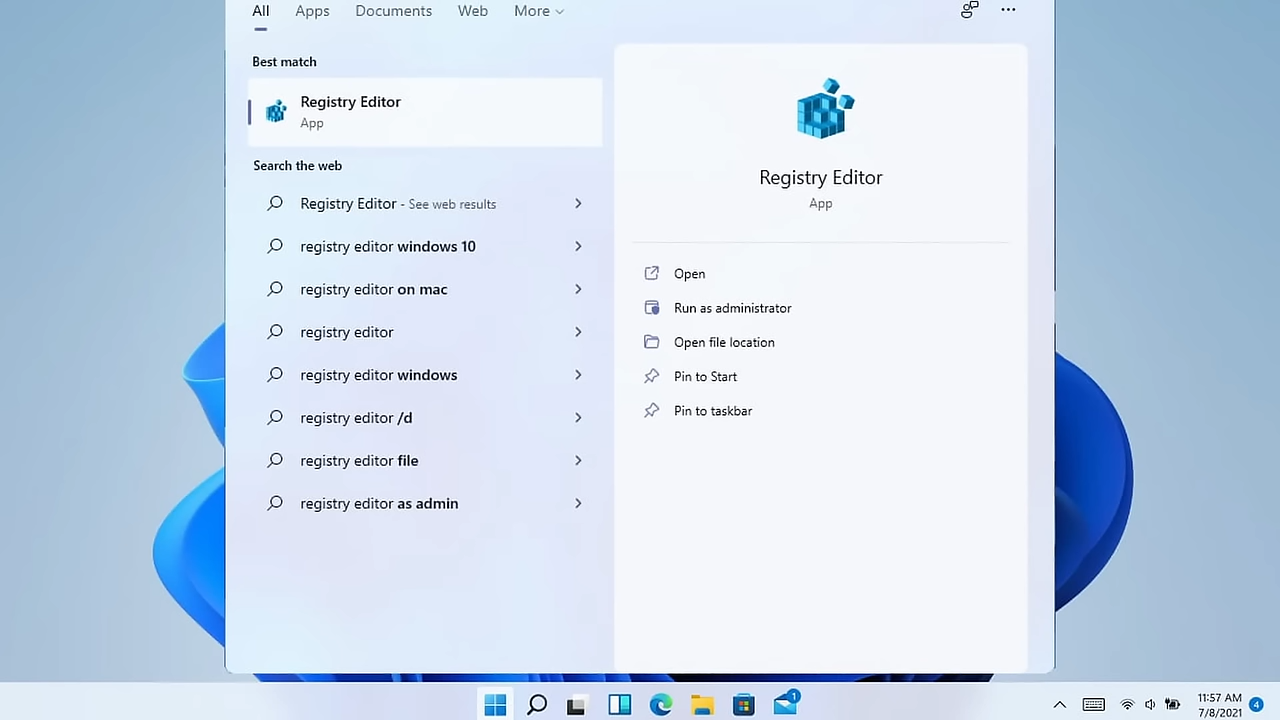 All Apps Documents Web More
Best match
Registry Editor
App
Search the web
Registry Editor - See web results
registry editor windows 10
registry editor on mac
registry editor
registry editor windows
registry editor /d
registry editor file
registry editor as admin
Registry Editor
App
Open
Run as administrator
Open file location
Pin to Start
Pin to taskbar
1
11:57 AM
7/8/2021
4